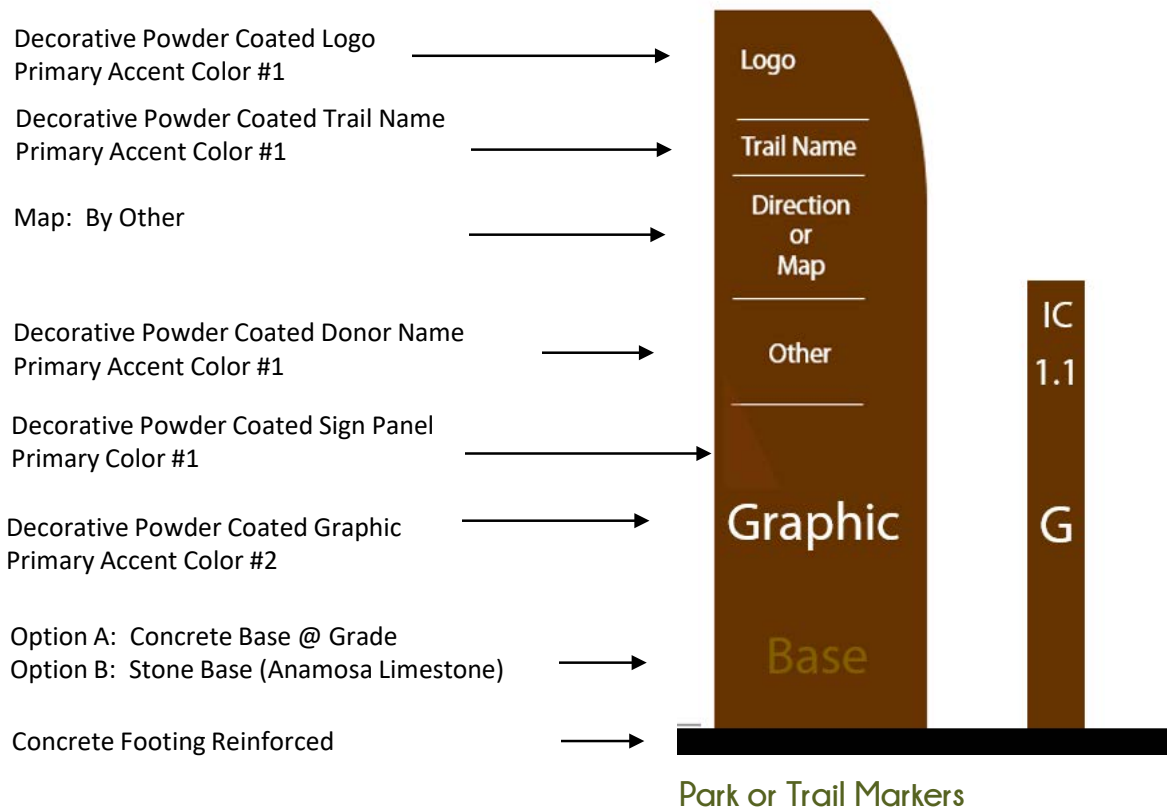 Decorative Powder Coated Logo
Primary Accent Color #1
Decorative Powder Coated Trail Name
Primary Accent Color #1
Map:  By Other
Decorative Powder Coated Donor Name
Primary Accent Color #1
Decorative Powder Coated Sign Panel
Primary Color #1
Decorative Powder Coated Graphic
Primary Accent Color #2
Option A:  Concrete Base @ Grade
Option B:  Stone Base (Anamosa Limestone)
Concrete Footing Reinforced
Logo
Trail Name
Direction
or
Map
Other
Graphic
Base
IC
1.1
G
Park or Trail Markers